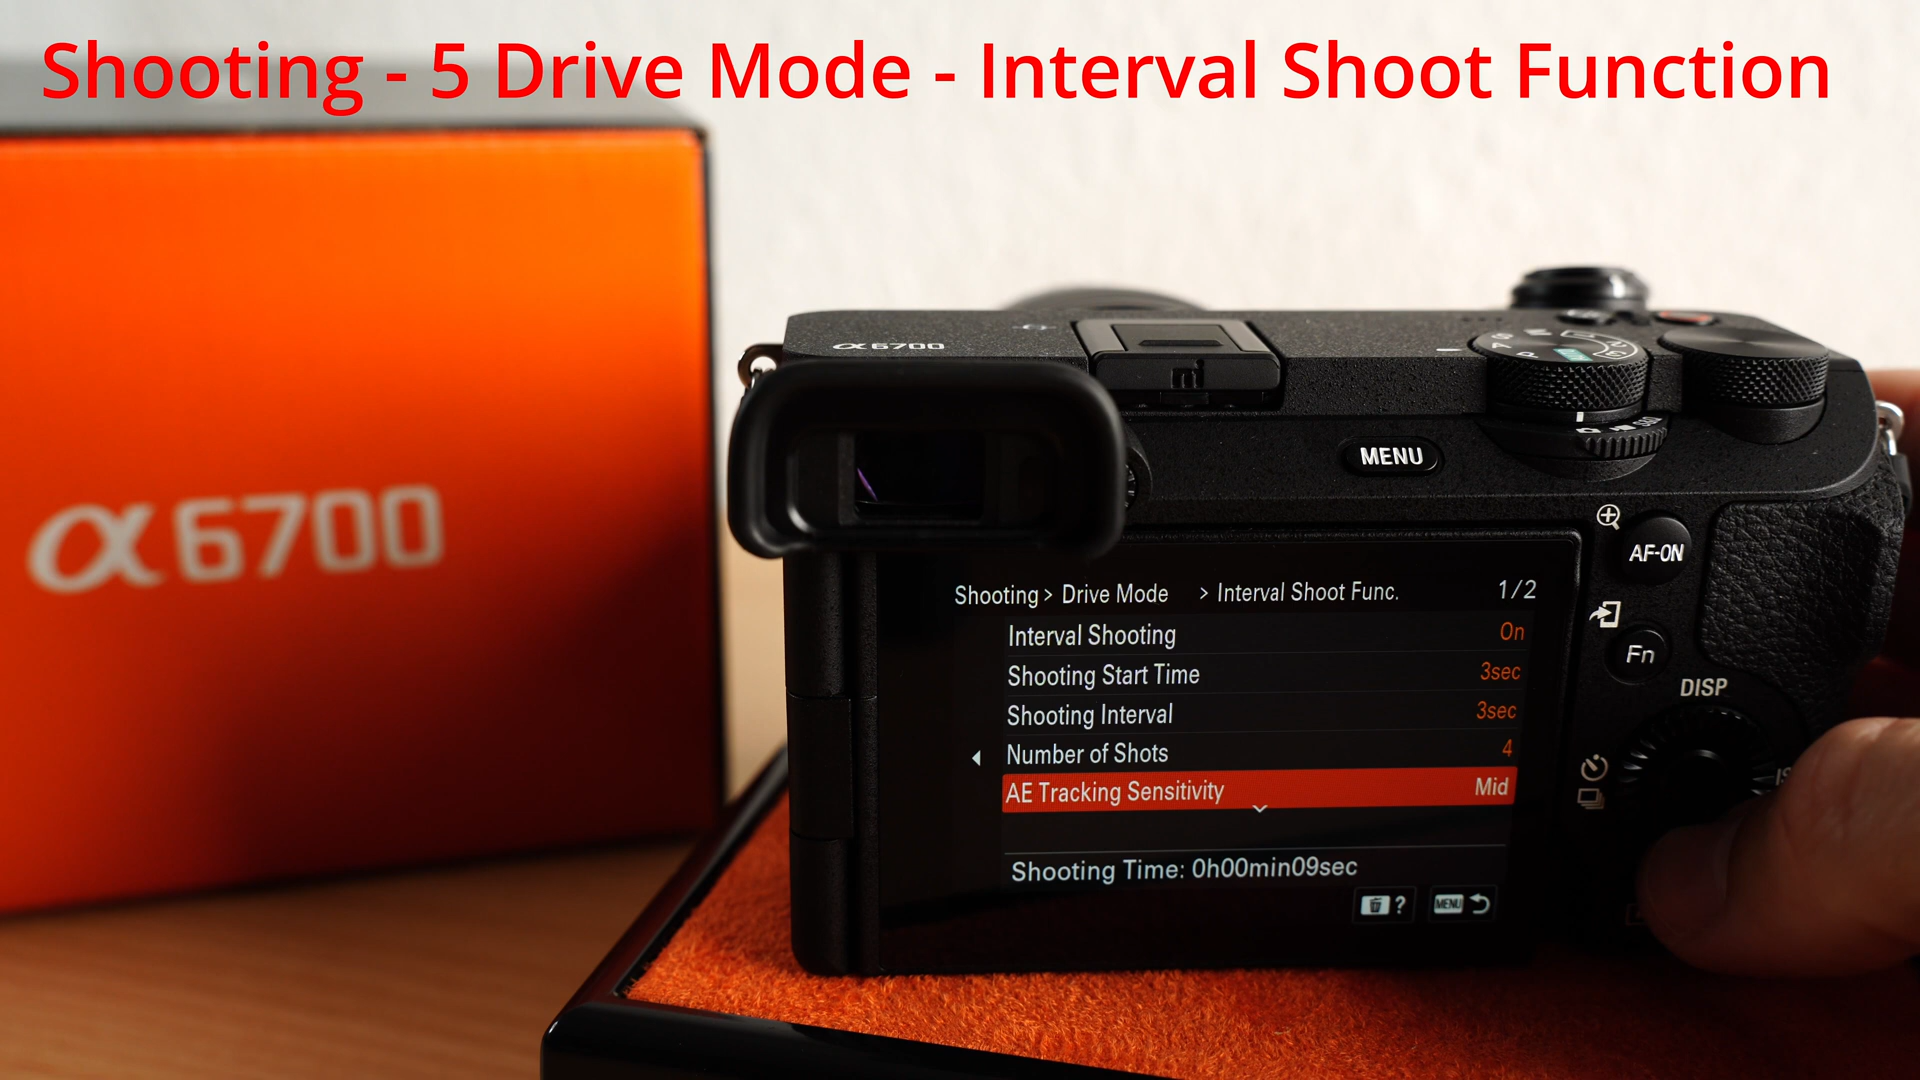 Shooting - 5 Drive Mode - Interval Shoot Function
α6700
α6700
MENU
AF-ON
Fn
DISP
Shooting > Drive Mode > Interval Shoot Func. 1/2
Interval Shooting On
Shooting Start Time 3sec
Shooting Interval 3sec
Number of Shots 4
AE Tracking Sensitivity Mid
Shooting Time: 0h00min09sec
? MENU